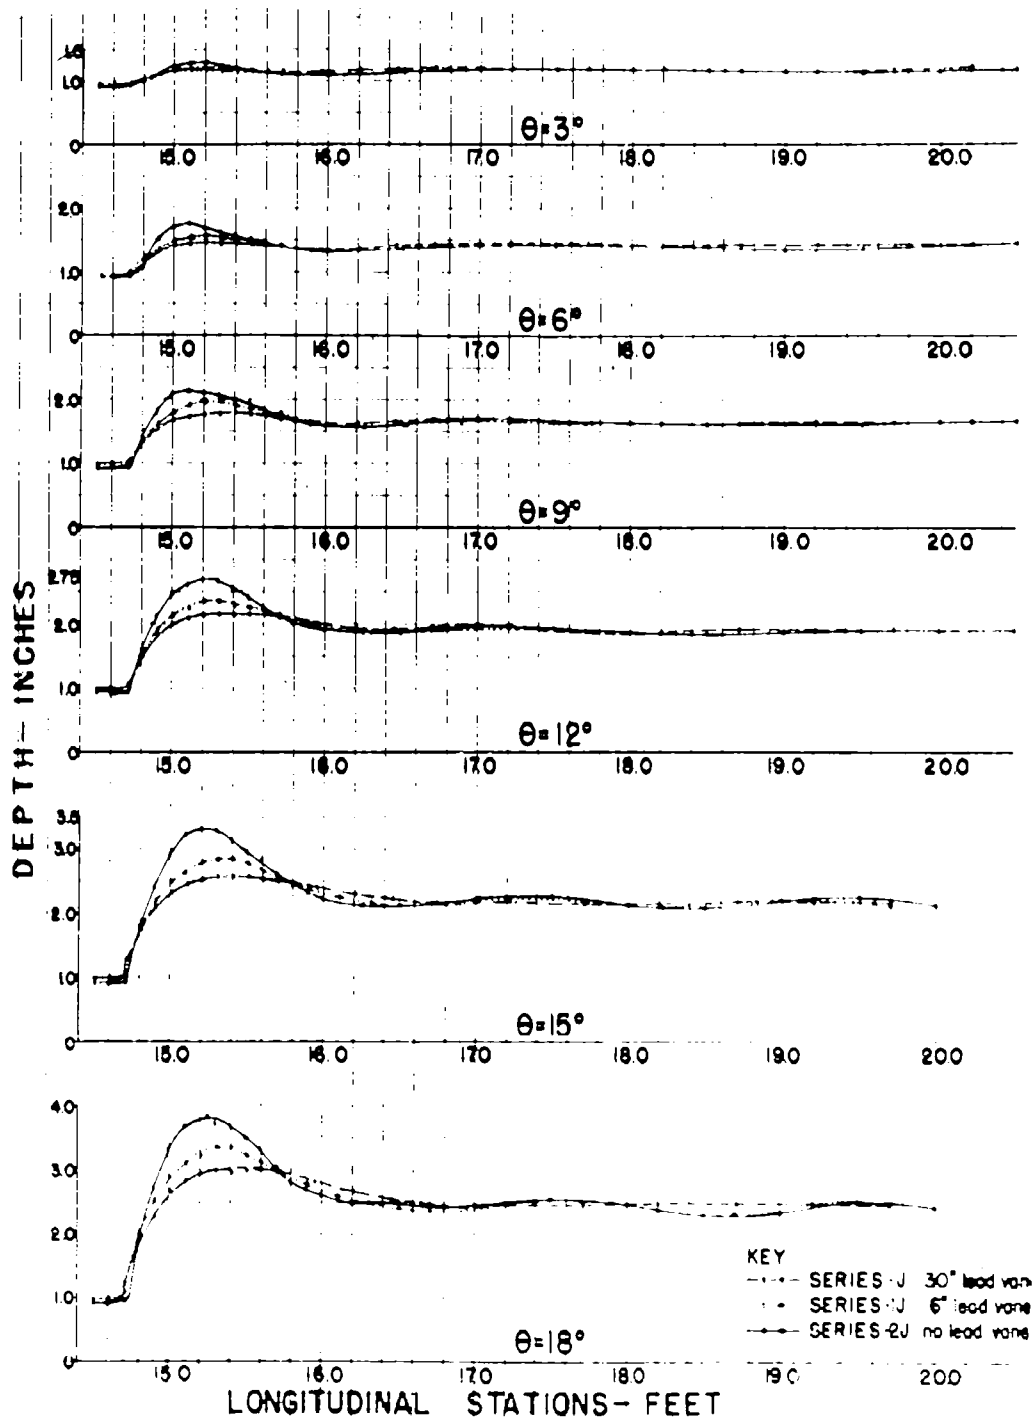 1.5
1.0
0
θ=3°
15.0 16.0 17.0 18.0 19.0 20.0
2.0
1.0
0
θ=6°
15.0 16.0 17.0 18.0 19.0 20.0
2.0
1.0
0
θ=9°
15.0 16.0 17.0 18.0 19.0 20.0
2.75
2.0
1.0
0
θ=12°
15.0 16.0 17.0 18.0 19.0 20.0
3.5
3.0
2.0
1.0
0
θ=15°
15.0 16.0 17.0 18.0 19.0 20.0
4.0
3.0
2.0
1.0
0
θ=18°
15.0 16.0 17.0 18.0 19.0 20.0
DEPTH-INCHES
LONGITUDINAL STATIONS-FEET
KEY
SERIES-J 30" lead van
SERIES-1J 6" lead vane
SERIES-2J no lead vane